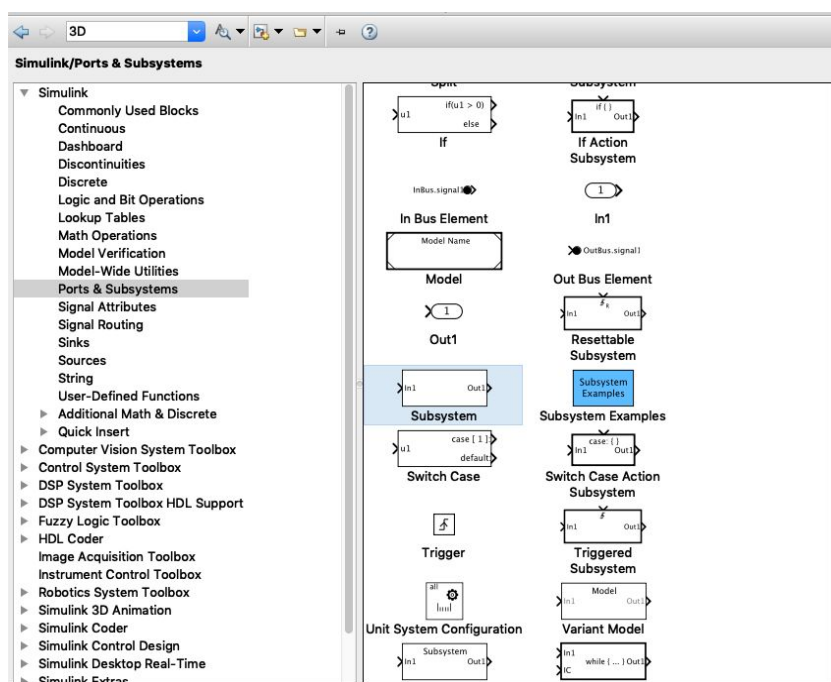 3D
Simulink/Ports & Subsystems
Simulink
Commonly Used Blocks
Continuous
Dashboard
Discontinuities
Discrete
Logic and Bit Operations
Lookup Tables
Math Operations
Model Verification
Model-Wide Utilities
Ports & Subsystems
Signal Attributes
Signal Routing
Sinks
Sources
String
User-Defined Functions
Additional Math & Discrete
Quick Insert
Computer Vision System Toolbox
Control System Toolbox
DSP System Toolbox
DSP System Toolbox HDL Support
Fuzzy Logic Toolbox
HDL Coder
Image Acquisition Toolbox
Instrument Control Toolbox
Robotics System Toolbox
Simulink 3D Animation
Simulink Coder
Simulink Control Design
Simulink Desktop Real-Time
Simulink Extras
Split
Subsystem
u1
if(u1 > 0)
else
If
if { }
In1 Out1
If Action
Subsystem
InBus.signal1
In Bus Element
1
In1
Model Name
Model
OutBus.signal1
Out Bus Element
1
Out1
R
In1 Out1
Resettable
Subsystem
In1 Out1
Subsystem
Subsystem
Examples
Subsystem Examples
u1
case [ 1 ]:
default:
Switch Case
case: { }
In1 Out1
Switch Case Action
Subsystem
Trigger
In1 Out1
Triggered
Subsystem
all
Unit System Configuration
Model
In1 Out1
Variant Model
Subsystem
In1 Out1
In1
while { ... } Out1
IC